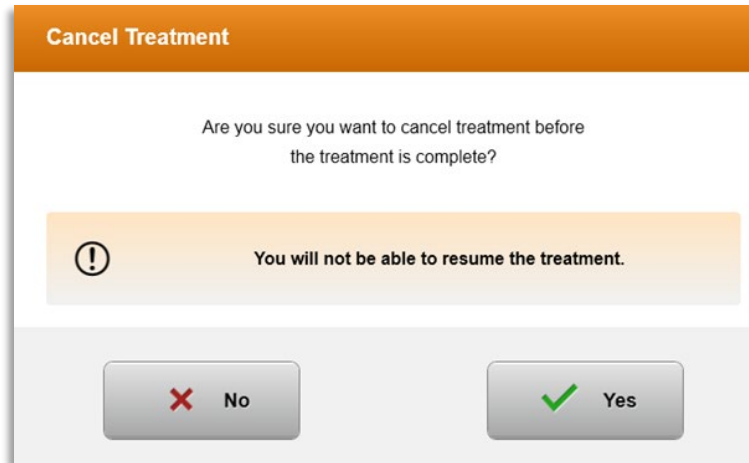 Cancel Treatment
Are you sure you want to cancel treatment before
the treatment is complete?
You will not be able to resume the treatment.
No
Yes